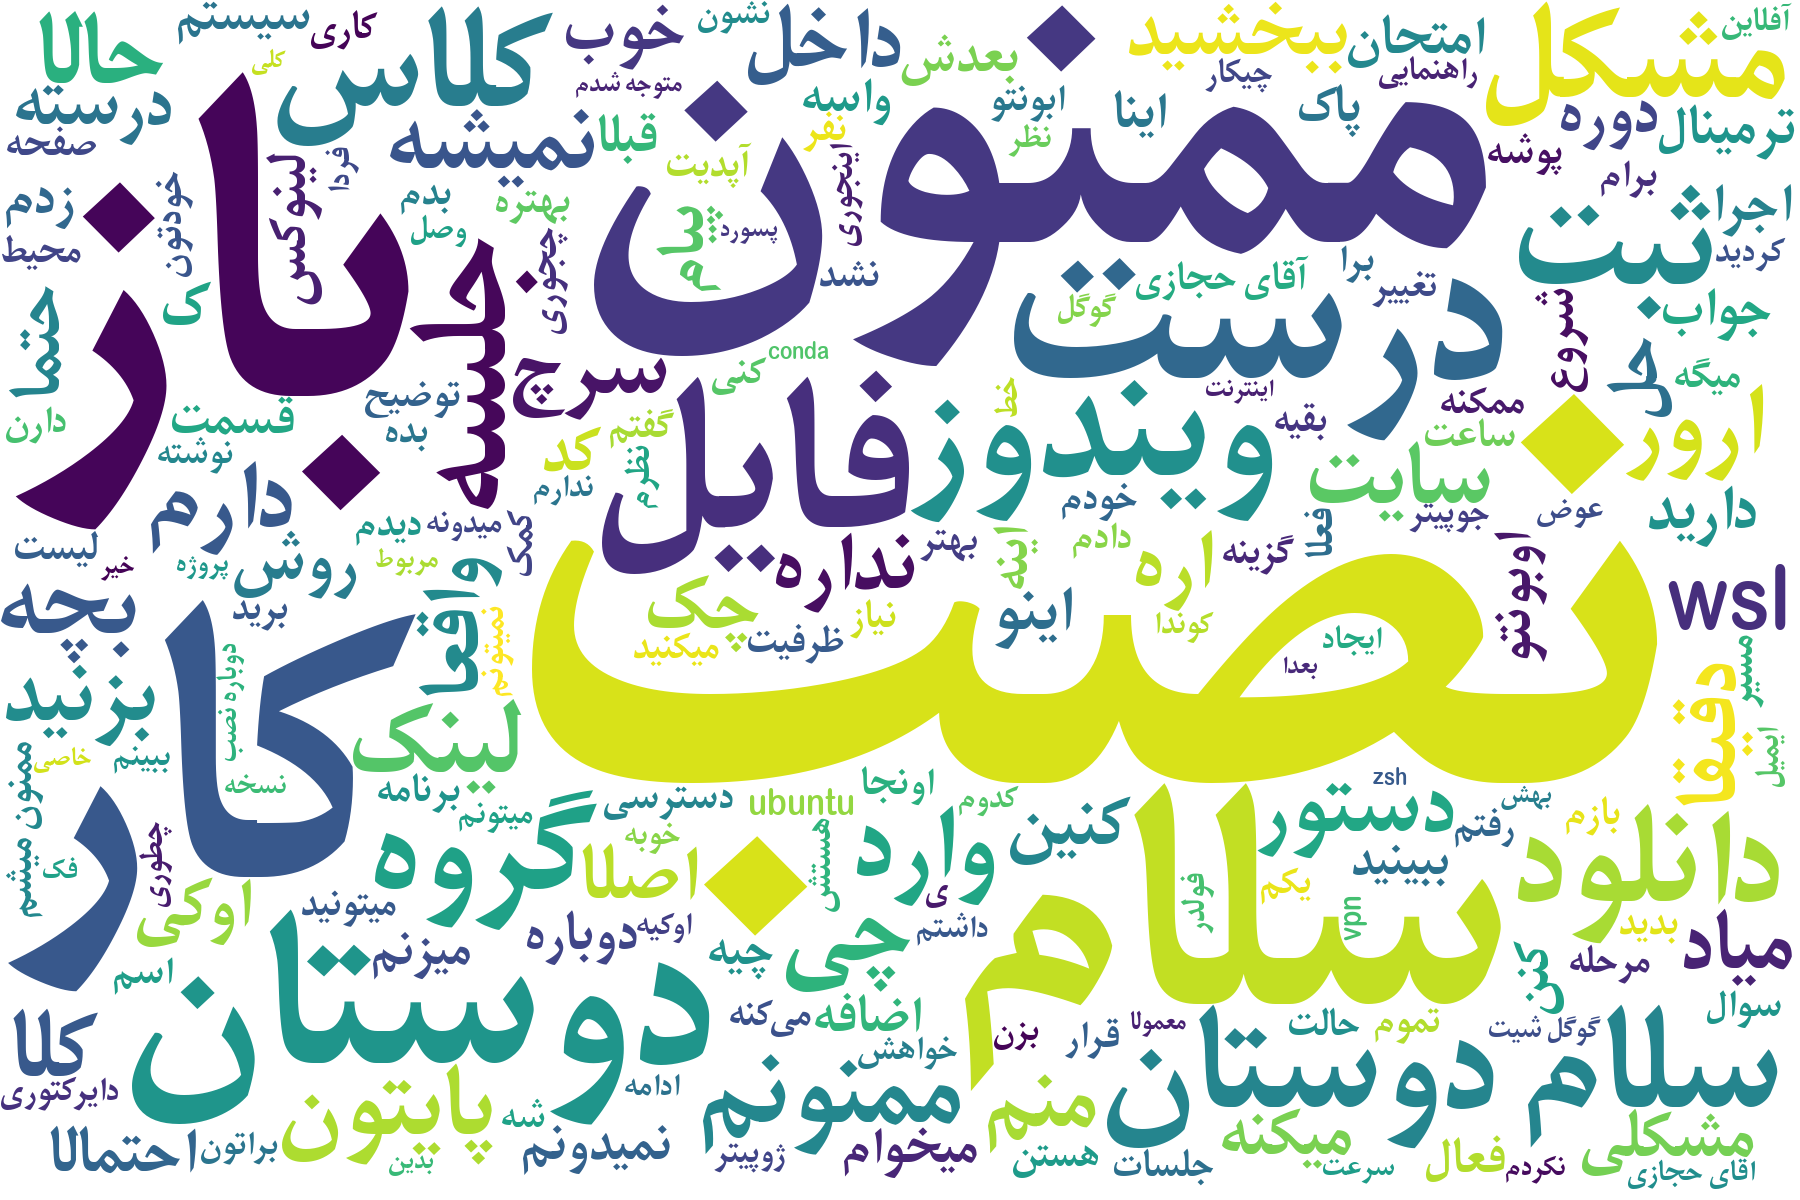 آفلاین
مشکل
امتحان
ببخشید
راهنمایی
نشون
داخل
خوب
کلاس
کاری
سیستم
حالا
کلی
بعدش
چیکار
متوجه شدم
درسته
ترمینال
دوره
پاک
اینا
ابونتو
واسه
نفر
قبلا
نمیشه
صفحه
پوشه
نظر
ممنون
باز
آپدیت
اینجوری
لینوکس
فردا
برام
اجرا
ثبت
بهتره
بدم
خودتون
زدم
کردید
وصل
محیط
پسورد
پیام
چجوری
جلسه
برا
تغییر
آقای حجازی
نشد
گوگل
درست
ک
حتما
جواب
شروع
حل
conda
کنی
سرچ
میگه
ممکنه
اینترنت
خط
ویندوز
فایل
توضیح
قسمت
دارن
بقیه
ساعت
ارور
گفتم
بده
کد
نوشته
نظرم
سایت
دارم
ندارم
خودم
جوپیتر
عوض
دارید
میدونه
دیدم
کمک
لیست
بهتر
اینه
دادم
گزینه
فعلا
اوبونتو
نداره
واقعا
مربوط
روش
پروژه
خیر
اره
نصب
wsl
بچه
برید
چک
نیاز
اینو
کوندا
ایجاد
ظرفیت
میکنید
نمیتونم
بعدا
مسیر
دقیقا
کار
دوباره نصب
بزنید
لینک
ایمیل
ببینم
خاصی
ممنون میشم
نسخه
برنامه
zsh
اونجا
دسترسی
ubuntu
کدوم
کنین
دستور
بهش
رفتم
بازم
میتونم
گروه
خوبه
هستش
وارد
سلام
دانلود
ببینید
چطوری
فک
اصلا
یکم
فولدر
vpn
ی
اوکی
میتونید
اوکیه
داشتم
بدید
میاد
دوباره
چیه
چی
میزنم
دوستان
مرحله
کنن
اسم
سوال
اضافه
می‌کنه
بزن
معمولا
حالت
تموم
گوگل شیت
کلا
خواهش
قرار
سلام دوستان
دایرکتوری
ادامه
ممنونم
منم
شه
پایتون
میکنه
مشکلی
احتمالا
براتون
بدین
نمیدونم
ژوپیتر
میخوام
هستن
جلسات
سرعت
فعال
نکردم
اقای حجازی